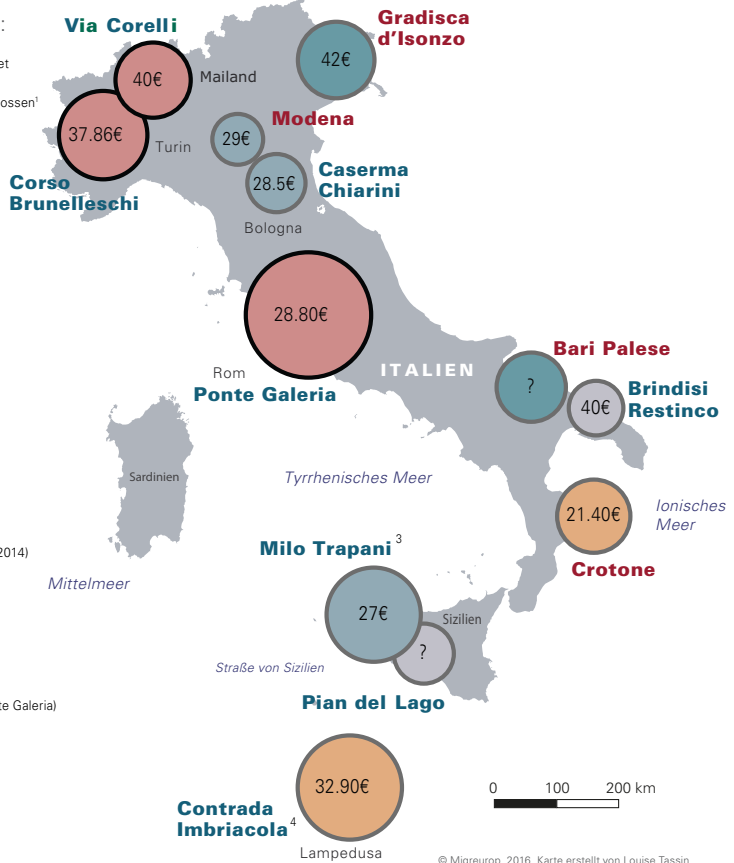 :
et
ossen¹
2014)
te Galeria)
Via Corelli
Gradisca
d'Isonzo
42€
40€
Mailand
37.86€
Turin
Modena
29€
Corso
Brunelleschi
28.5€
Caserma
Chiarini
Bologna
28.80€
Rom
Ponte Galeria
ITALIEN
Bari Palese
?
Brindisi
Restinco
40€
Sardinien
Tyrrhenisches Meer
Ionisches
Meer
21.40€
Crotone
Milo Trapani ³
Mittelmeer
27€
Sizilien
?
Straße von Sizilien
Pian del Lago
32.90€
Contrada
Imbriacola ⁴
Lampedusa
0 100 200 km
© Migreurop, 2016. Karte erstellt von Louise Tassin